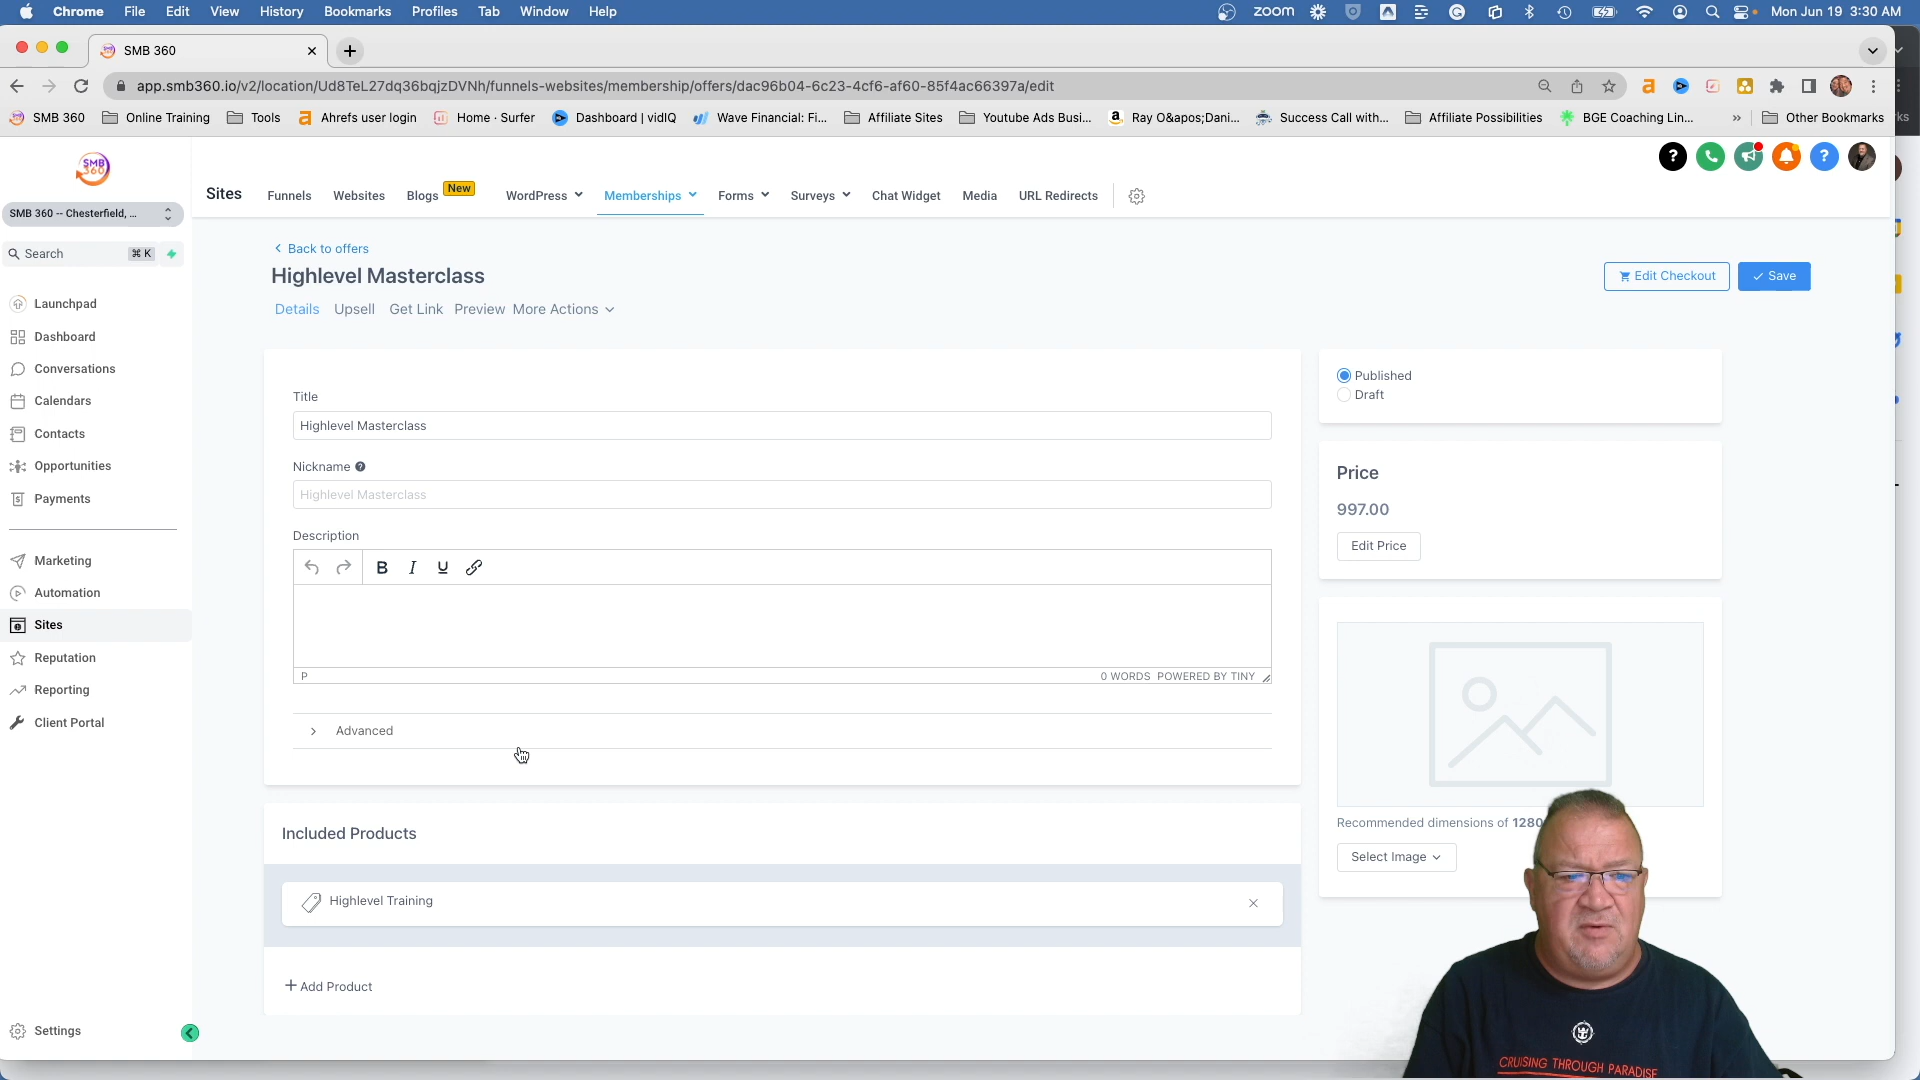 Chrome File Edit View History Bookmarks Profiles Tab Window Help zoom Mon Jun 19 3:30 AM
SMB 360
app.smb360.io/v2/location/Ud8TeL27dq36bqjzDVNh/funnels-websites/membership/offers/dac96b04-6c23-4cf6-af60-85f4ac66397a/edit
SMB 360 Online Training Tools Ahrefs user login Home · Surfer Dashboard | vidIQ Wave Financial: Fi... Affiliate Sites Youtube Ads Busi... Ray O&apos;Dani... Success Call with... Affiliate Possibilities BGE Coaching Lin... » Other Bookmarks
SMB
360
Sites Funnels Websites Blogs New WordPress Memberships Forms Surveys Chat Widget Media URL Redirects
SMB 360 -- Chesterfield, ...
Search ⌘ K
Launchpad
Dashboard
Conversations
Calendars
Contacts
Opportunities
Payments
Marketing
Automation
Sites
Reputation
Reporting
Client Portal
Settings
Back to offers
Highlevel Masterclass
Edit Checkout Save
Details Upsell Get Link Preview More Actions
Title
Highlevel Masterclass
Nickname
Highlevel Masterclass
Description
B I U
P 0 WORDS POWERED BY TINY
Advanced
Included Products
Highlevel Training
+ Add Product
Published
Draft
Price
997.00
Edit Price
Recommended dimensions of 1280
Select Image
CRUISING THROUGH PARADISE